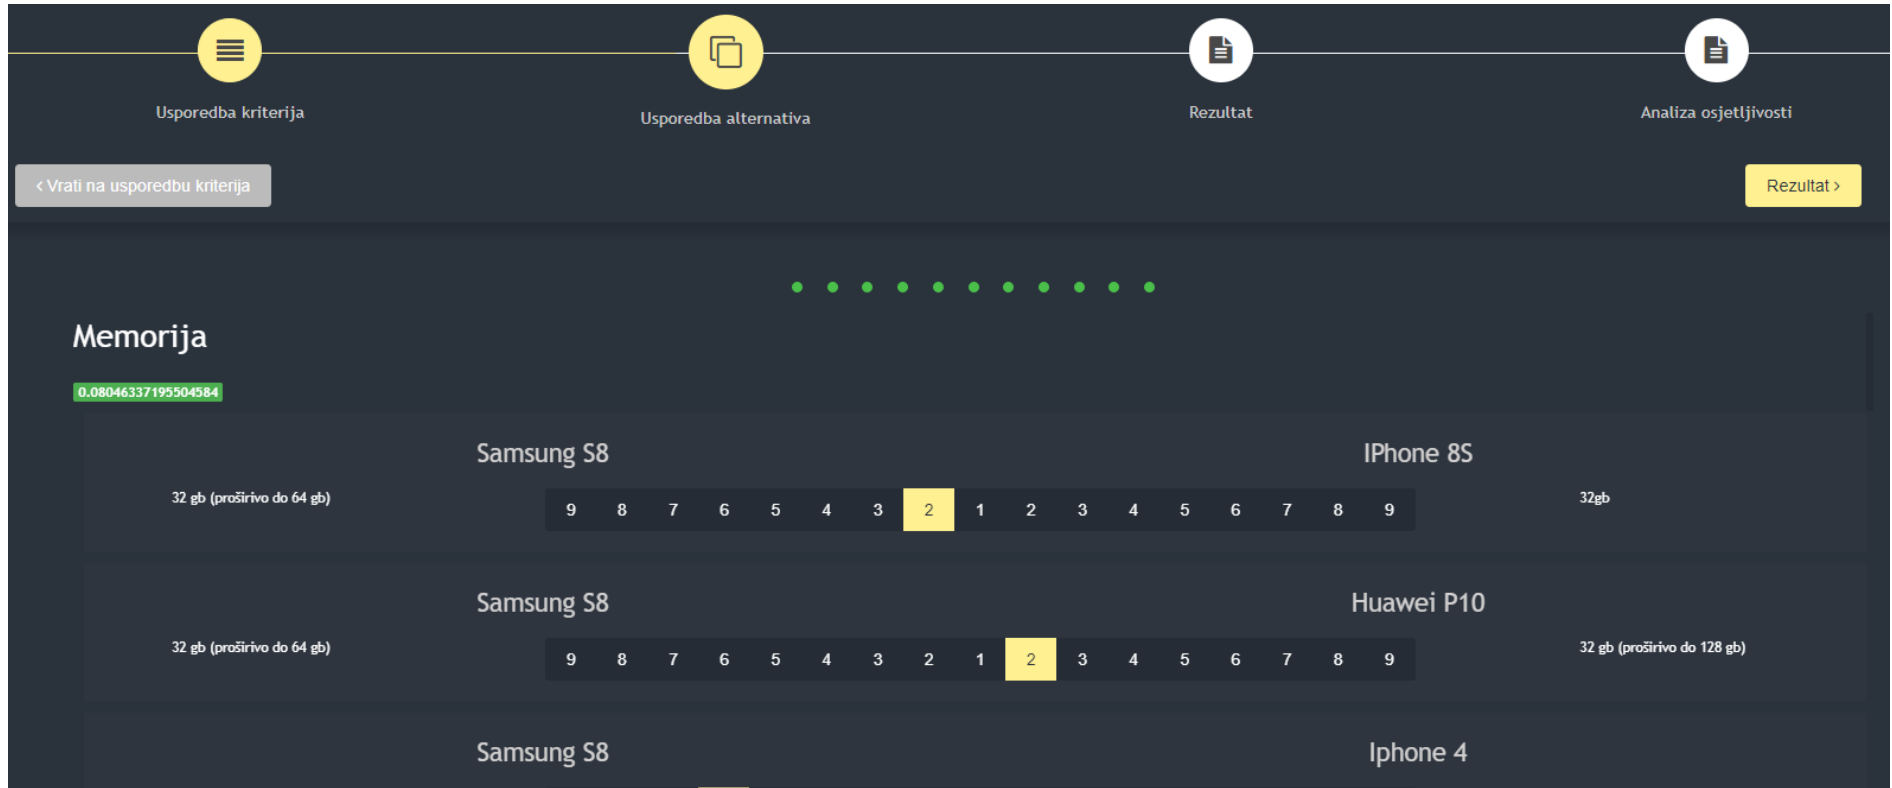 Usporedba kriterija
Usporedba alternativa
Rezultat
Analiza osjetljivosti
‹ Vrati na usporedbu kriterija
Rezultat ›
Memorija
0.08046337195504584
Samsung S8 IPhone 8S
32 gb (proširivo do 64 gb) 9 8 7 6 5 4 3 2 1 2 3 4 5 6 7 8 9 32gb
Samsung S8 Huawei P10
32 gb (proširivo do 64 gb) 9 8 7 6 5 4 3 2 1 2 3 4 5 6 7 8 9 32 gb (proširivo do 128 gb)
Samsung S8 Iphone 4